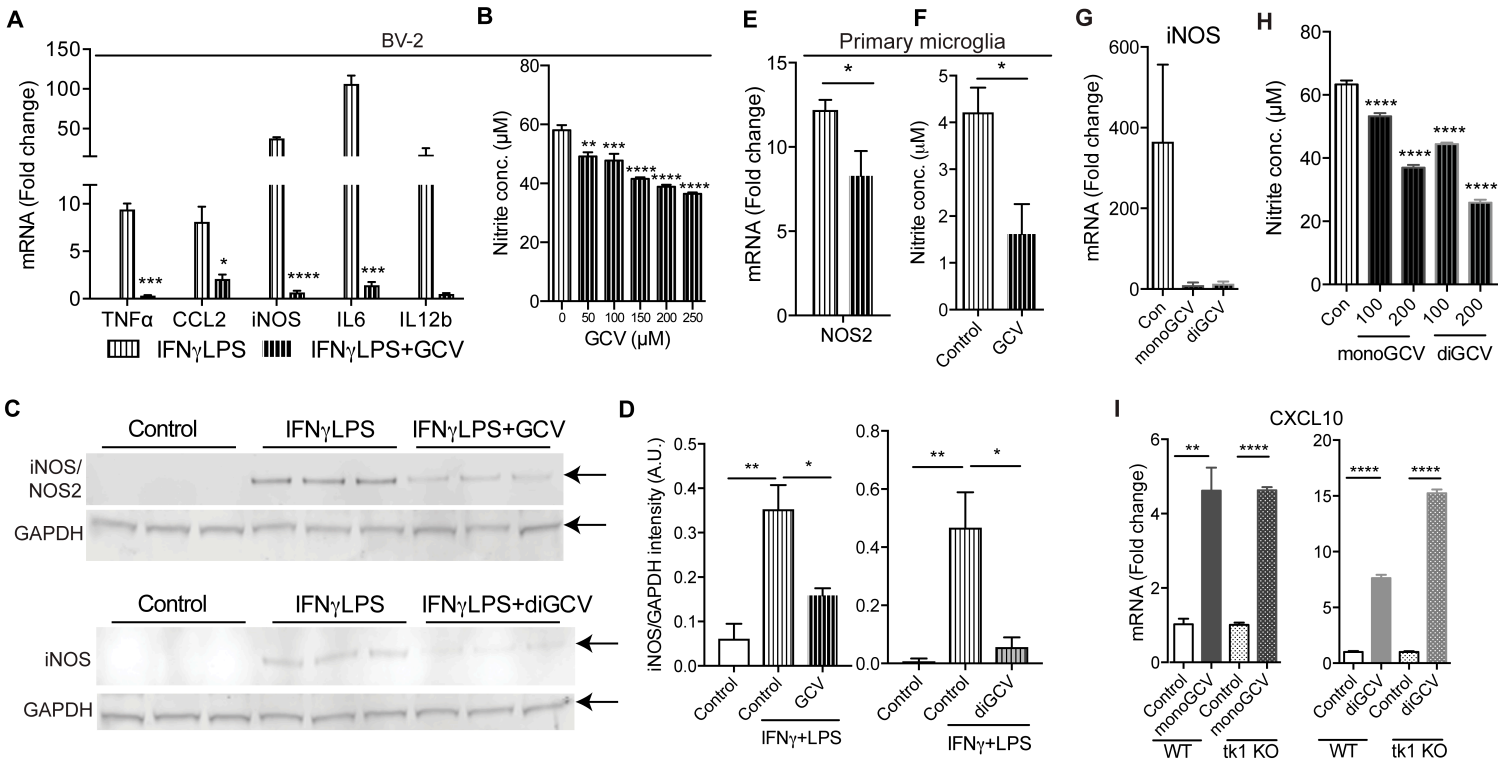 A
BV-2
mRNA (Fold change)
150
100
50
10
5
0
***
*
****
***
TNFα CCL2 iNOS IL6 IL12b
IFNγLPS IFNγLPS+GCV
B
Nitrite conc. (µM)
80
60
40
20
0
** *** **** **** ****
0 50 100 150 200 250
GCV (µM)
E
F
Primary microglia
mRNA (Fold change)
15
10
5
0
*
NOS2
Nitrite conc. (µM)
5
4
3
2
1
0
*
Control GCV
G
iNOS
mRNA (Fold change)
600
400
200
0
Con monoGCV diGCV
H
Nitrite conc. (µM)
80
60
40
20
0
**** **** **** ****
Con 100 200 100 200
monoGCV diGCV
C
Control IFNγLPS IFNγLPS+GCV
iNOS/
NOS2
GAPDH
Control IFNγLPS IFNγLPS+diGCV
iNOS
GAPDH
D
iNOS/GAPDH intensity (A.U.)
0.5
0.4
0.3
0.2
0.1
0.0
** *
Control Control GCV
IFNγ+LPS
0.8
0.6
0.4
0.2
0.0
** *
Control Control diGCV
IFNγ+LPS
I
CXCL10
mRNA (Fold change)
6
4
2
0
** ****
Control monoGCV Control monoGCV
WT tk1 KO
20
15
10
5
0
**** ****
Control diGCV Control diGCV
WT tk1 KO